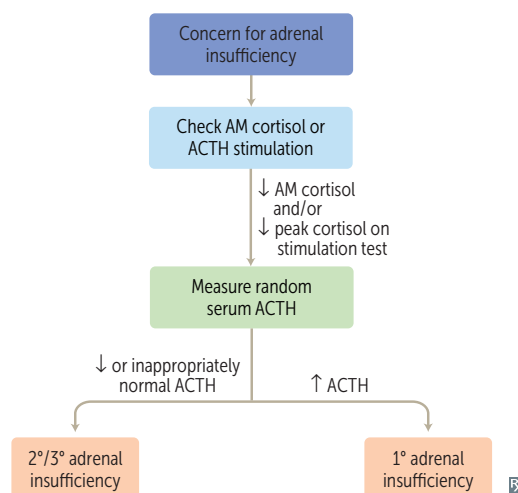 Concern for adrenal
insufficiency
Check AM cortisol or
ACTH stimulation
↓ AM cortisol
and/or
↓ peak cortisol on
stimulation test
Measure random
serum ACTH
↓ or inappropriately
normal ACTH
↑ ACTH
2°/3° adrenal
insufficiency
1° adrenal
insufficiency